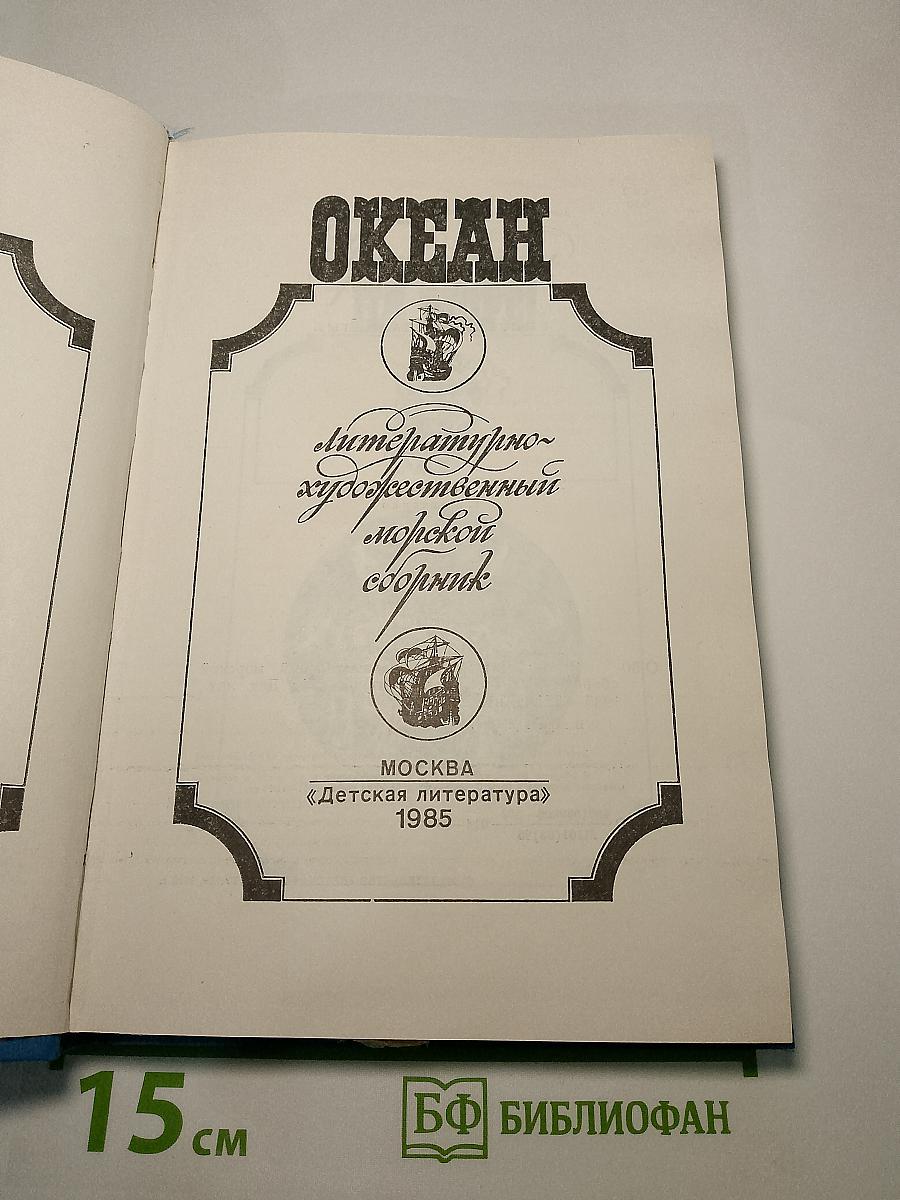 ОКЕАН
литературно-
художественный
морской
сборник
МОСКВА
«Детская литература»
1985
15 см
БФ БИБЛИОФАН